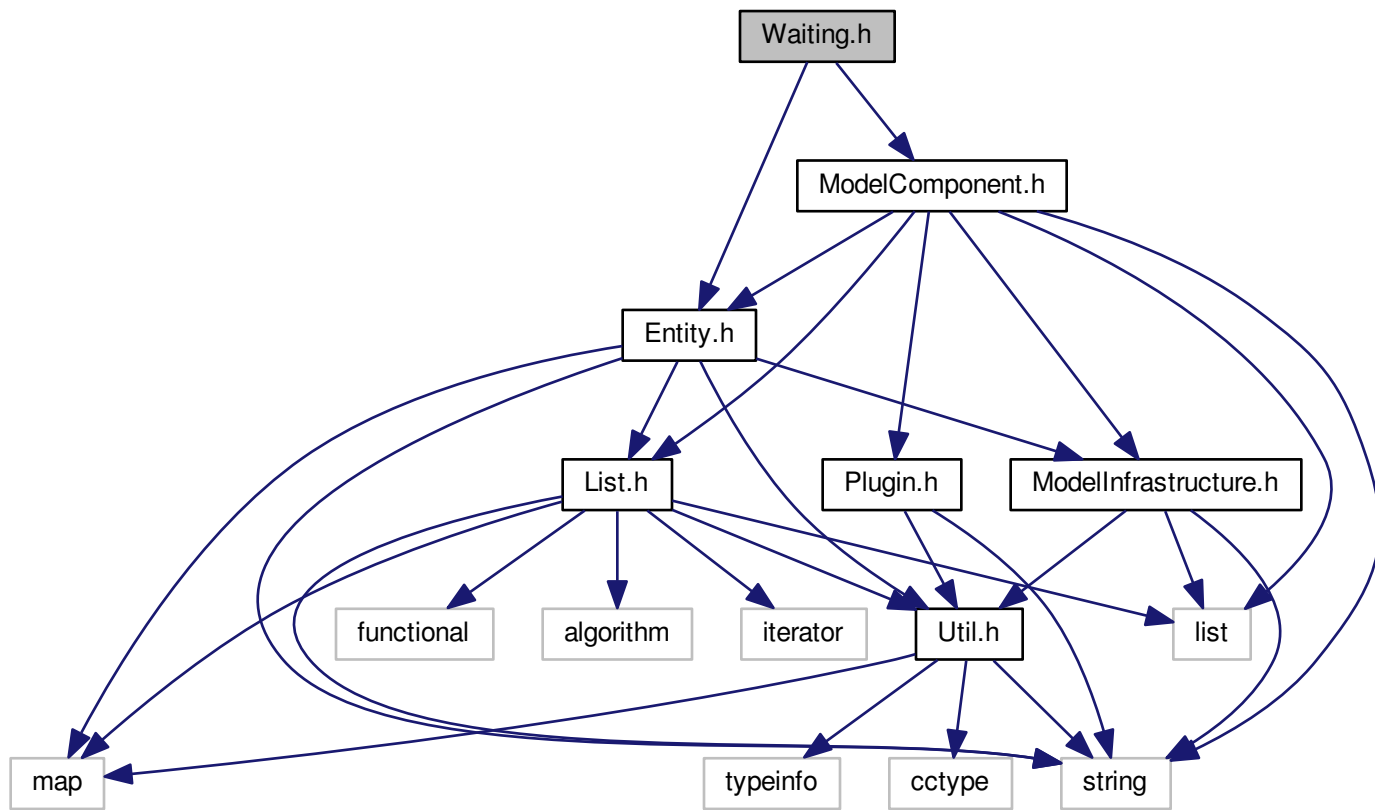 Waiting.h
ModelComponent.h
Entity.h
List.h
Plugin.h
ModelInfrastructure.h
functional
algorithm
iterator
Util.h
list
map
typeinfo
cctype
string